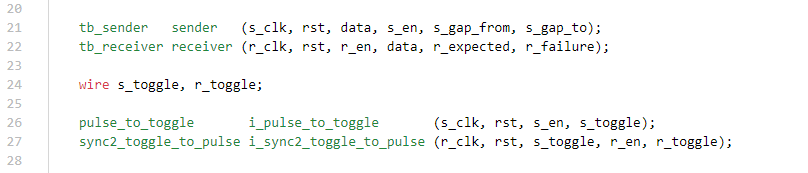 20
21 tb_sender   sender   (s_clk, rst, data, s_en, s_gap_from, s_gap_to);
22 tb_receiver receiver (r_clk, rst, r_en, data, r_expected, r_failure);
23
24 wire s_toggle, r_toggle;
25
26 pulse_to_toggle       i_pulse_to_toggle       (s_clk, rst, s_en, s_toggle);
27 sync2_toggle_to_pulse i_sync2_toggle_to_pulse (r_clk, rst, s_toggle, r_en, r_toggle);
28